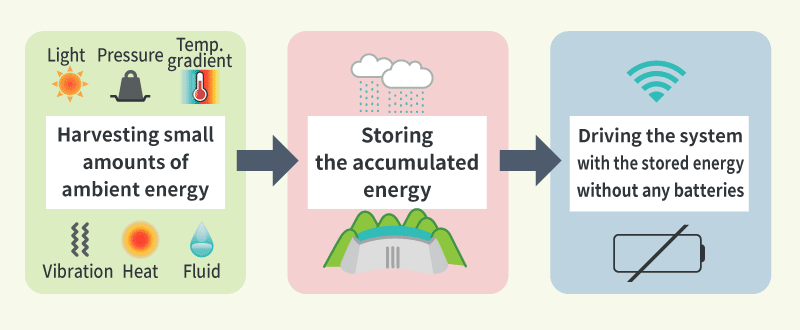 Light
Pressure
Temp.
gradient
Harvesting small
amounts of
ambient energy
Vibration
Heat
Fluid
Storing
the accumulated
energy
Driving the system
with the stored energy
without any batteries